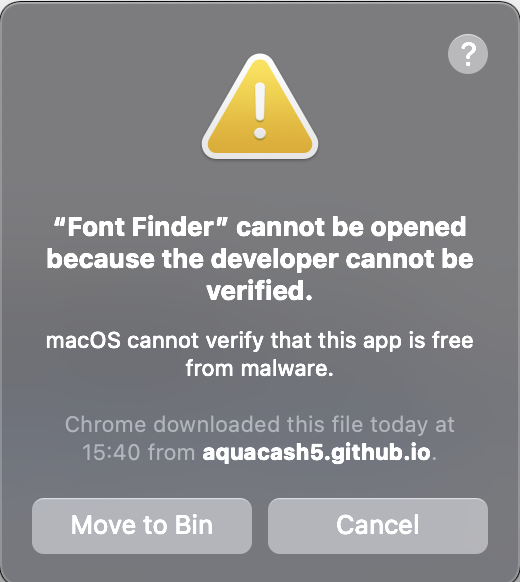 ?
“Font Finder” cannot be opened
because the developer cannot be
verified.
macOS cannot verify that this app is free
from malware.
Chrome downloaded this file today at
15:40 from aquacash5.github.io.
Move to Bin
Cancel